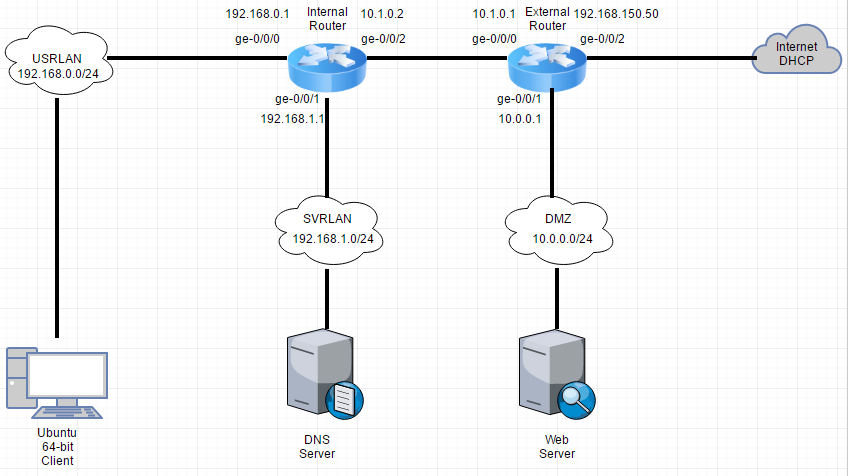 192.168.0.1
Internal
Router
10.1.0.2
10.1.0.1
External
Router
192.168.150.50
ge-0/0/0
ge-0/0/2
ge-0/0/0
ge-0/0/2
USRLAN
192.168.0.0/24
Internet
DHCP
ge-0/0/1
192.168.1.1
ge-0/0/1
10.0.0.1
SVRLAN
192.168.1.0/24
DMZ
10.0.0.0/24
Ubuntu
64-bit
Client
DNS
Server
Web
Server